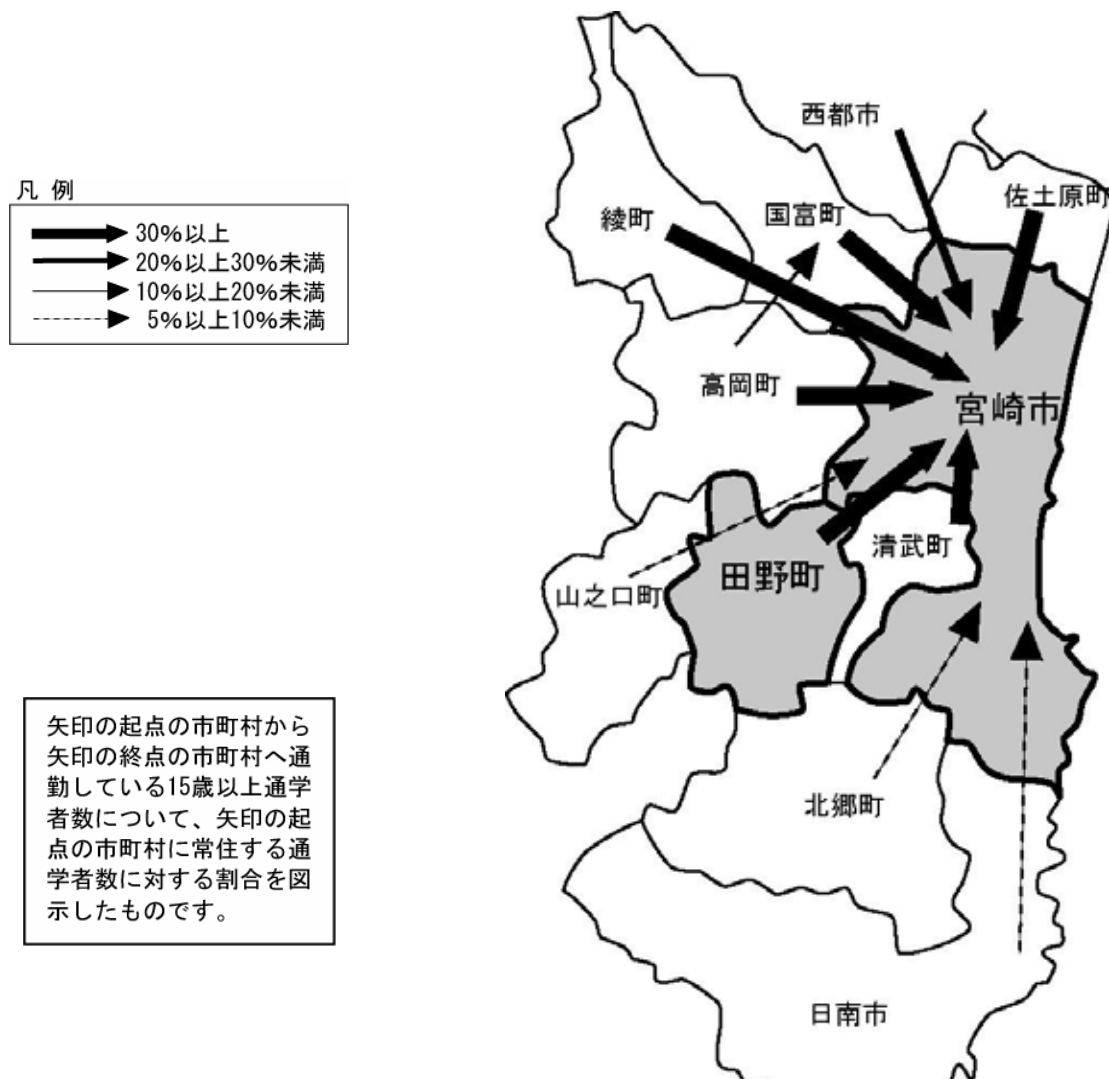 凡 例
30%以上
20%以上30%未満
10%以上20%未満
5%以上10%未満
西都市
佐土原町
国富町
綾町
高岡町
宮崎市
清武町
田野町
山之口町
北郷町
日南市
矢印の起点の市町村から
矢印の終点の市町村へ通
勤している15歳以上通学
者数について、矢印の起
点の市町村に常住する通
学者数に対する割合を図
示したものです。